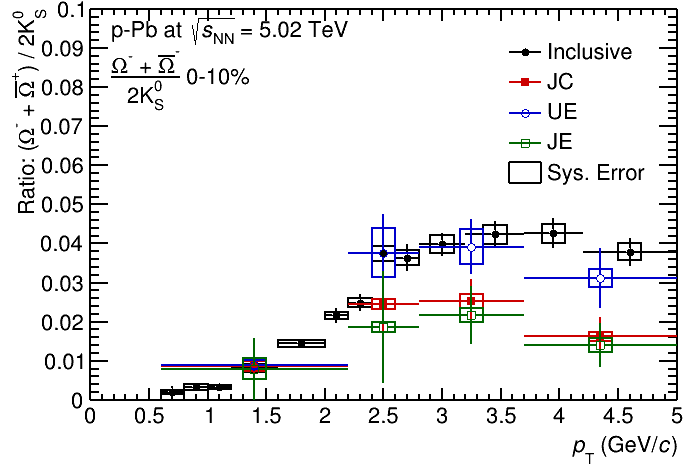 p-Pb at √s_NN = 5.02 TeV
Ω⁻ + Ω̅⁻
2K⁰_S
0-10%
Inclusive
JC
UE
JE
Sys. Error
Ratio: (Ω⁻ + Ω̅⁺) / 2K⁰_S
0.1
0.09
0.08
0.07
0.06
0.05
0.04
0.03
0.02
0.01
0
0 0.5 1 1.5 2 2.5 3 3.5 4 4.5 5
p_T (GeV/c)